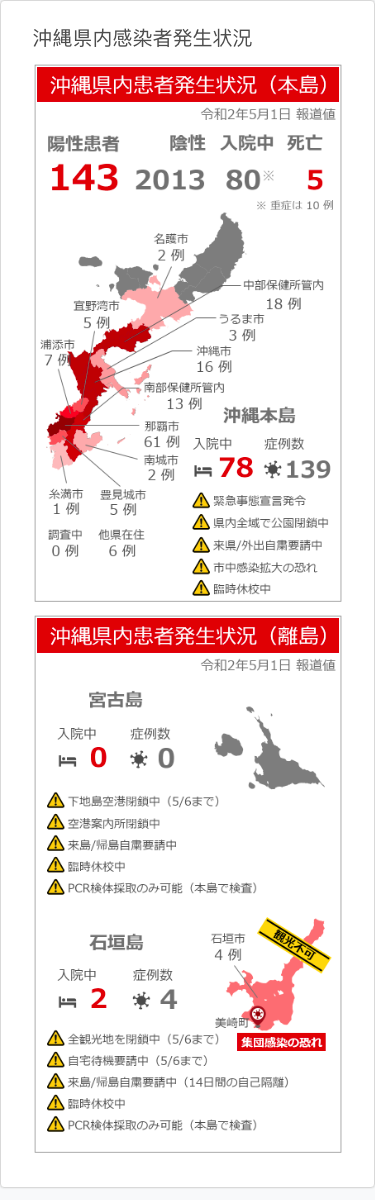 沖縄県内感染者発生状況
沖縄県内患者発生状況（本島）
令和2年5月1日 報道値
陽性患者 陰性 入院中 死亡
143 2013 80※ 5
※ 重症は 10 例
名護市
2 例
中部保健所管内
18 例
宜野湾市
5 例
うるま市
3 例
浦添市
7 例
沖縄市
16 例
南部保健所管内
13 例
那覇市
61 例
南城市
2 例
糸満市
1 例
豊見城市
5 例
調査中
0 例
他県在住
6 例
沖縄本島
入院中 症例数
78 139
緊急事態宣言発令
県内全域で公園閉鎖中
来県/外出自粛要請中
市中感染拡大の恐れ
臨時休校中
沖縄県内患者発生状況（離島）
令和2年5月1日 報道値
宮古島
入院中 症例数
0 0
下地島空港閉鎖中（5/6まで）
空港案内所閉鎖中
来島/帰島自粛要請中
臨時休校中
PCR検体採取のみ可能（本島で検査）
石垣島
入院中 症例数
2 4
石垣市
4 例
観光不可
美崎町
集団感染の恐れ
全観光地を閉鎖中（5/6まで）
自宅待機要請中（5/6まで）
来島/帰島自粛要請中（14日間の自己隔離）
臨時休校中
PCR検体採取のみ可能（本島で検査）